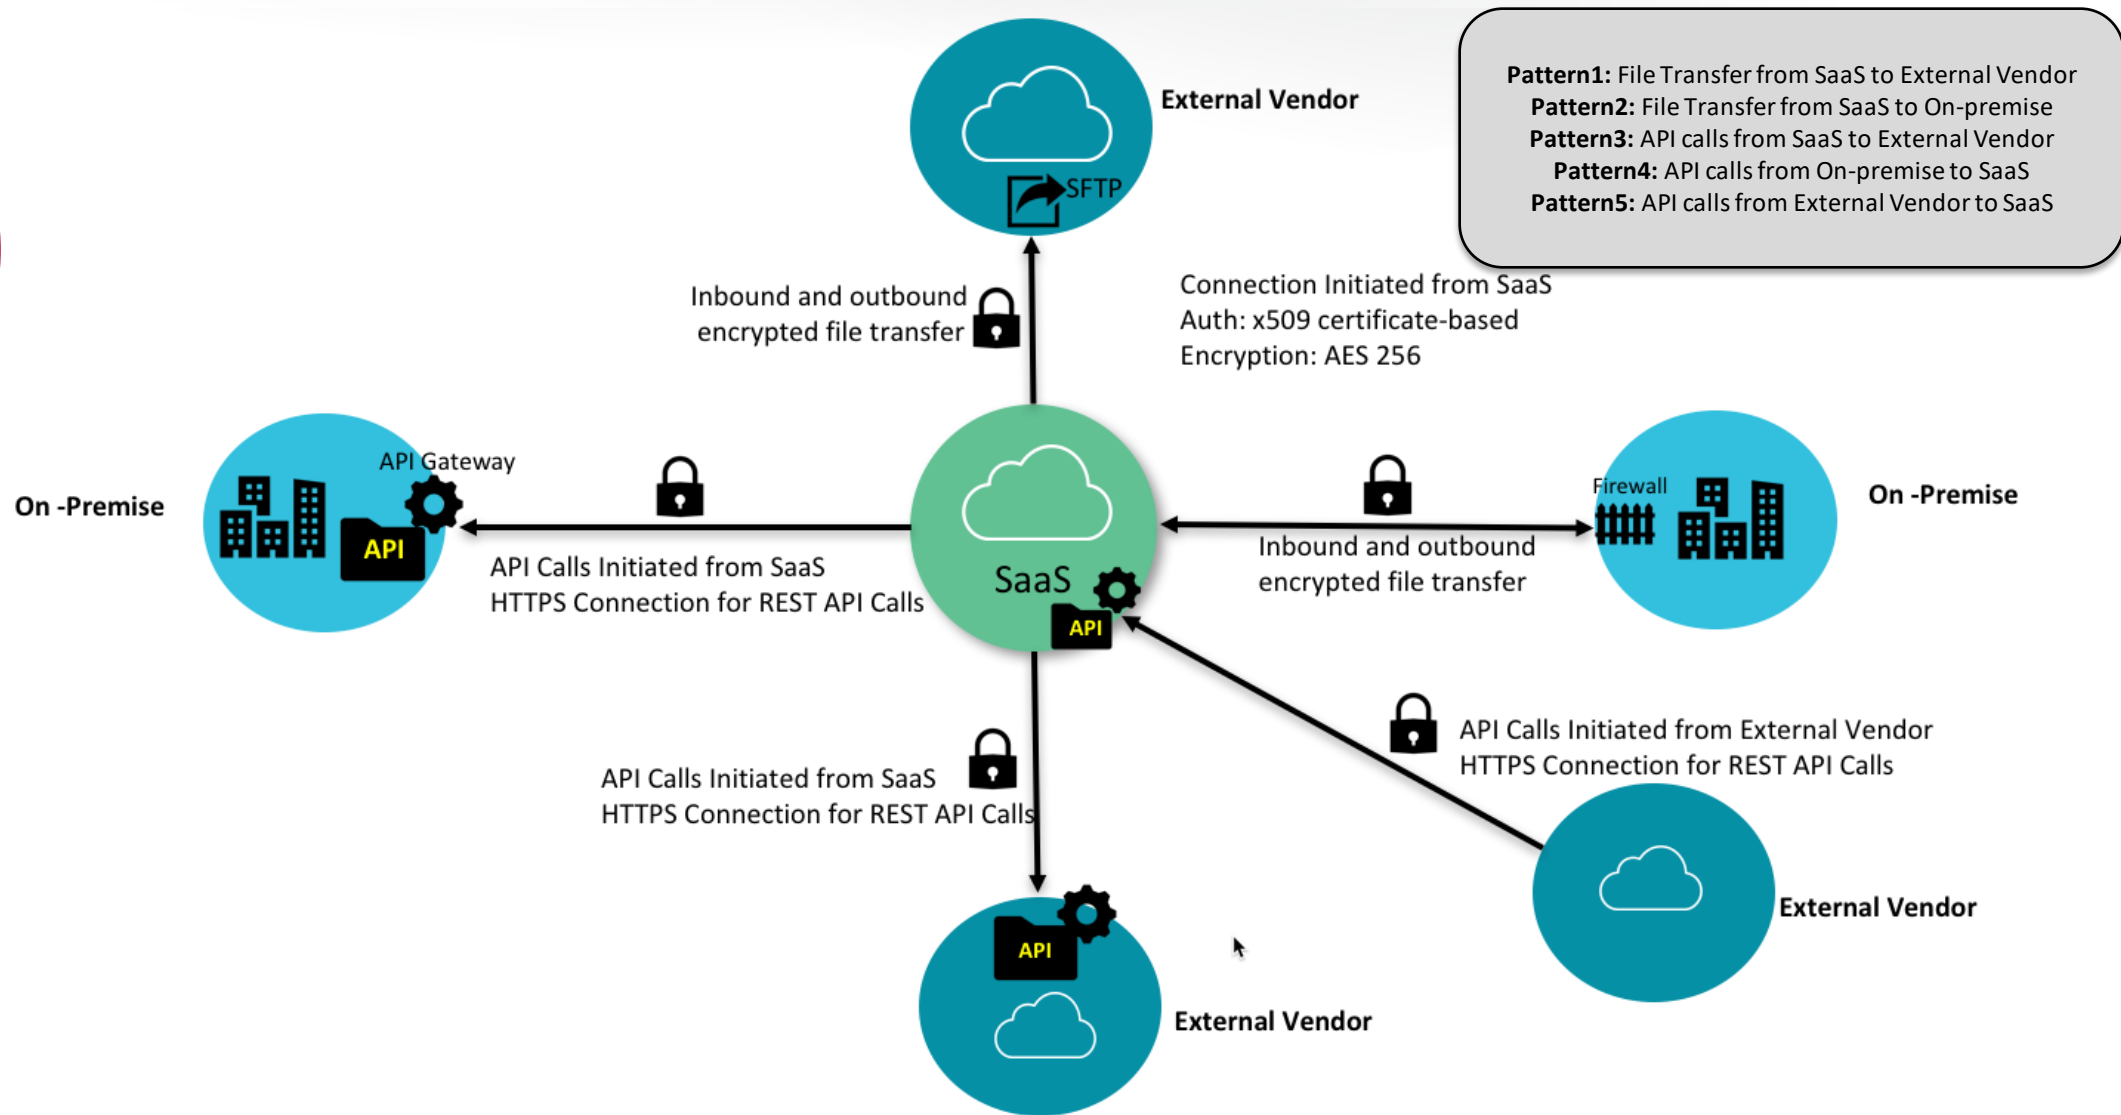 Pattern1: File Transfer from SaaS to External Vendor
Pattern2: File Transfer from SaaS to On-premise
Pattern3: API calls from SaaS to External Vendor
Pattern4: API calls from On-premise to SaaS
Pattern5: API calls from External Vendor to SaaS
External Vendor
SFTP
Inbound and outbound
encrypted file transfer
Connection Initiated from SaaS
Auth: x509 certificate-based
Encryption: AES 256
On -Premise
API Gateway
API
API Calls Initiated from SaaS
HTTPS Connection for REST API Calls
SaaS
API
Inbound and outbound
encrypted file transfer
Firewall
On -Premise
API Calls Initiated from SaaS
HTTPS Connection for REST API Calls
API Calls Initiated from External Vendor
HTTPS Connection for REST API Calls
External Vendor
API
External Vendor